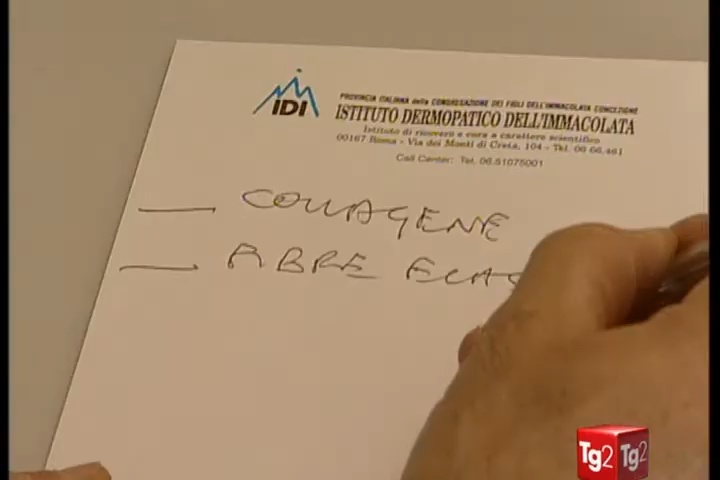 IDI
PROVINCIA ITALIANA della CONGREGAZIONE DEI FIGLI DELL'IMMACOLATA CONCEZIONE
ISTITUTO DERMOPATICO DELL'IMMACOLATA
Istituto di ricovero e cura a carattere scientifico
00167 Roma - Via dei Monti di Creta, 104 - Tel. 06 66.461
Call Center: Tel. 06.51075001
— COLLAGENE
— FIBRE ELAS
Tg2 Tg2